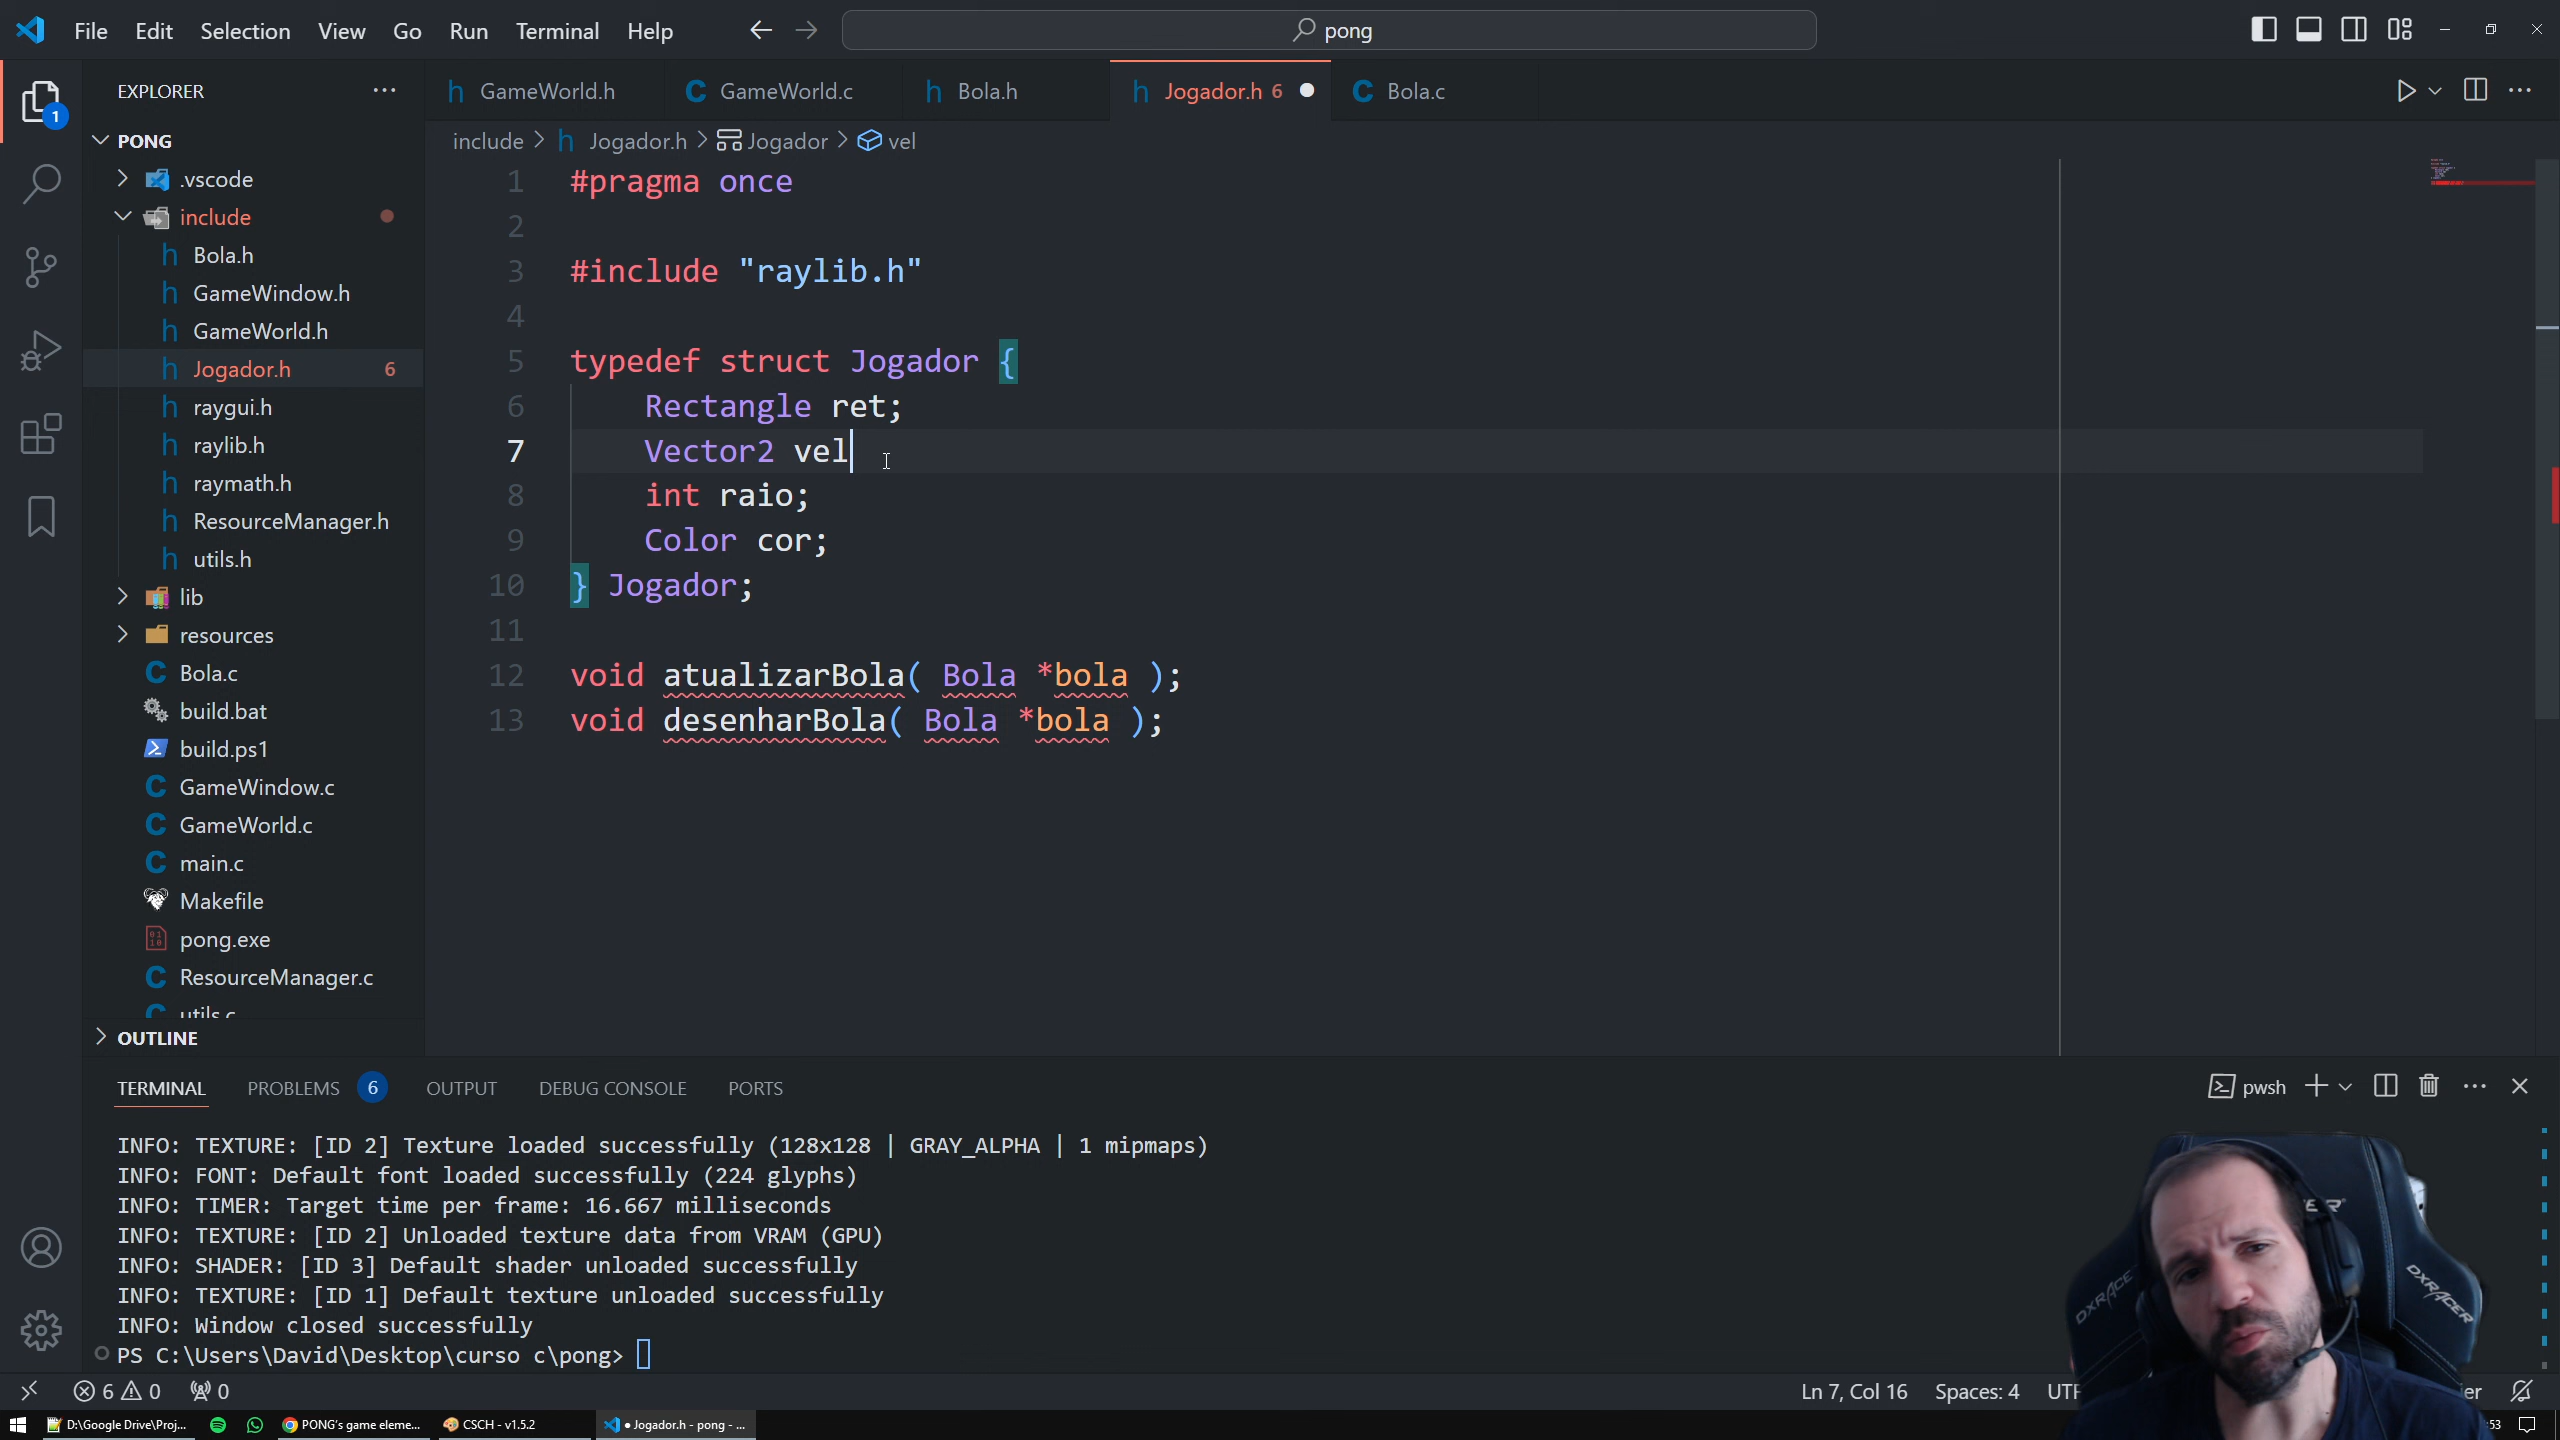 File Edit Selection View Go Run Terminal Help
pong
EXPLORER
PONG
.vscode
include
Bola.h
GameWindow.h
GameWorld.h
Jogador.h 6
raygui.h
raylib.h
raymath.h
ResourceManager.h
utils.h
lib
resources
Bola.c
build.bat
build.ps1
GameWindow.c
GameWorld.c
main.c
Makefile
pong.exe
ResourceManager.c
utils.c
OUTLINE
GameWorld.h GameWorld.c Bola.h Jogador.h 6 Bola.c
include > Jogador.h > Jogador > vel
1 #pragma once
2
3 #include "raylib.h"
4
5 typedef struct Jogador {
6 Rectangle ret;
7 Vector2 vel
8 int raio;
9 Color cor;
10 } Jogador;
11
12 void atualizarBola( Bola *bola );
13 void desenharBola( Bola *bola );
TERMINAL PROBLEMS 6 OUTPUT DEBUG CONSOLE PORTS
pwsh
INFO: TEXTURE: [ID 2] Texture loaded successfully (128x128 | GRAY_ALPHA | 1 mipmaps)
INFO: FONT: Default font loaded successfully (224 glyphs)
INFO: TIMER: Target time per frame: 16.667 milliseconds
INFO: TEXTURE: [ID 2] Unloaded texture data from VRAM (GPU)
INFO: SHADER: [ID 3] Default shader unloaded successfully
INFO: TEXTURE: [ID 1] Default texture unloaded successfully
INFO: Window closed successfully
PS C:\Users\David\Desktop\curso c\pong>
DXRACER
DXRACER
6 0 0
Ln 7, Col 16 Spaces: 4
D:\Google Drive\Proj... PONG's game eleme... CSCH - v1.5.2 Jogador.h - pong - ...